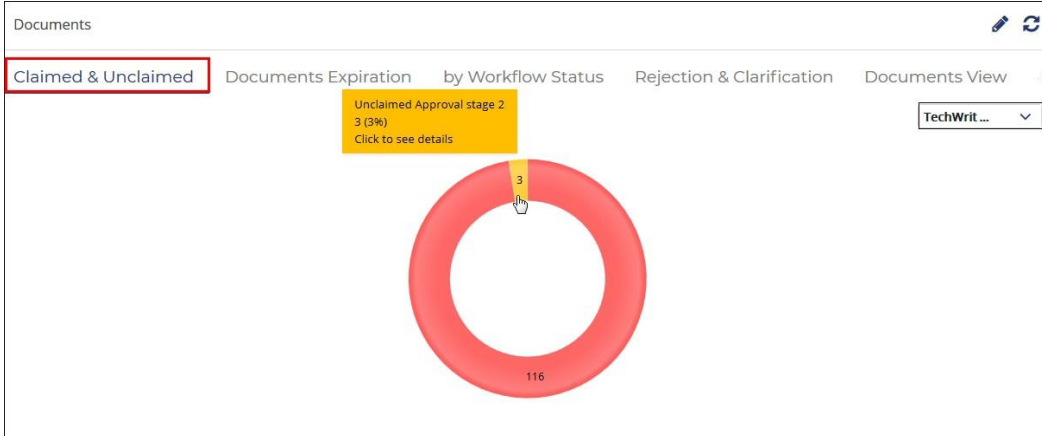 Documents
Claimed & Unclaimed Documents Expiration by Workflow Status Rejection & Clarification Documents View
Unclaimed Approval stage 2
3 (3%)
Click to see details
TechWrit ...
3
116